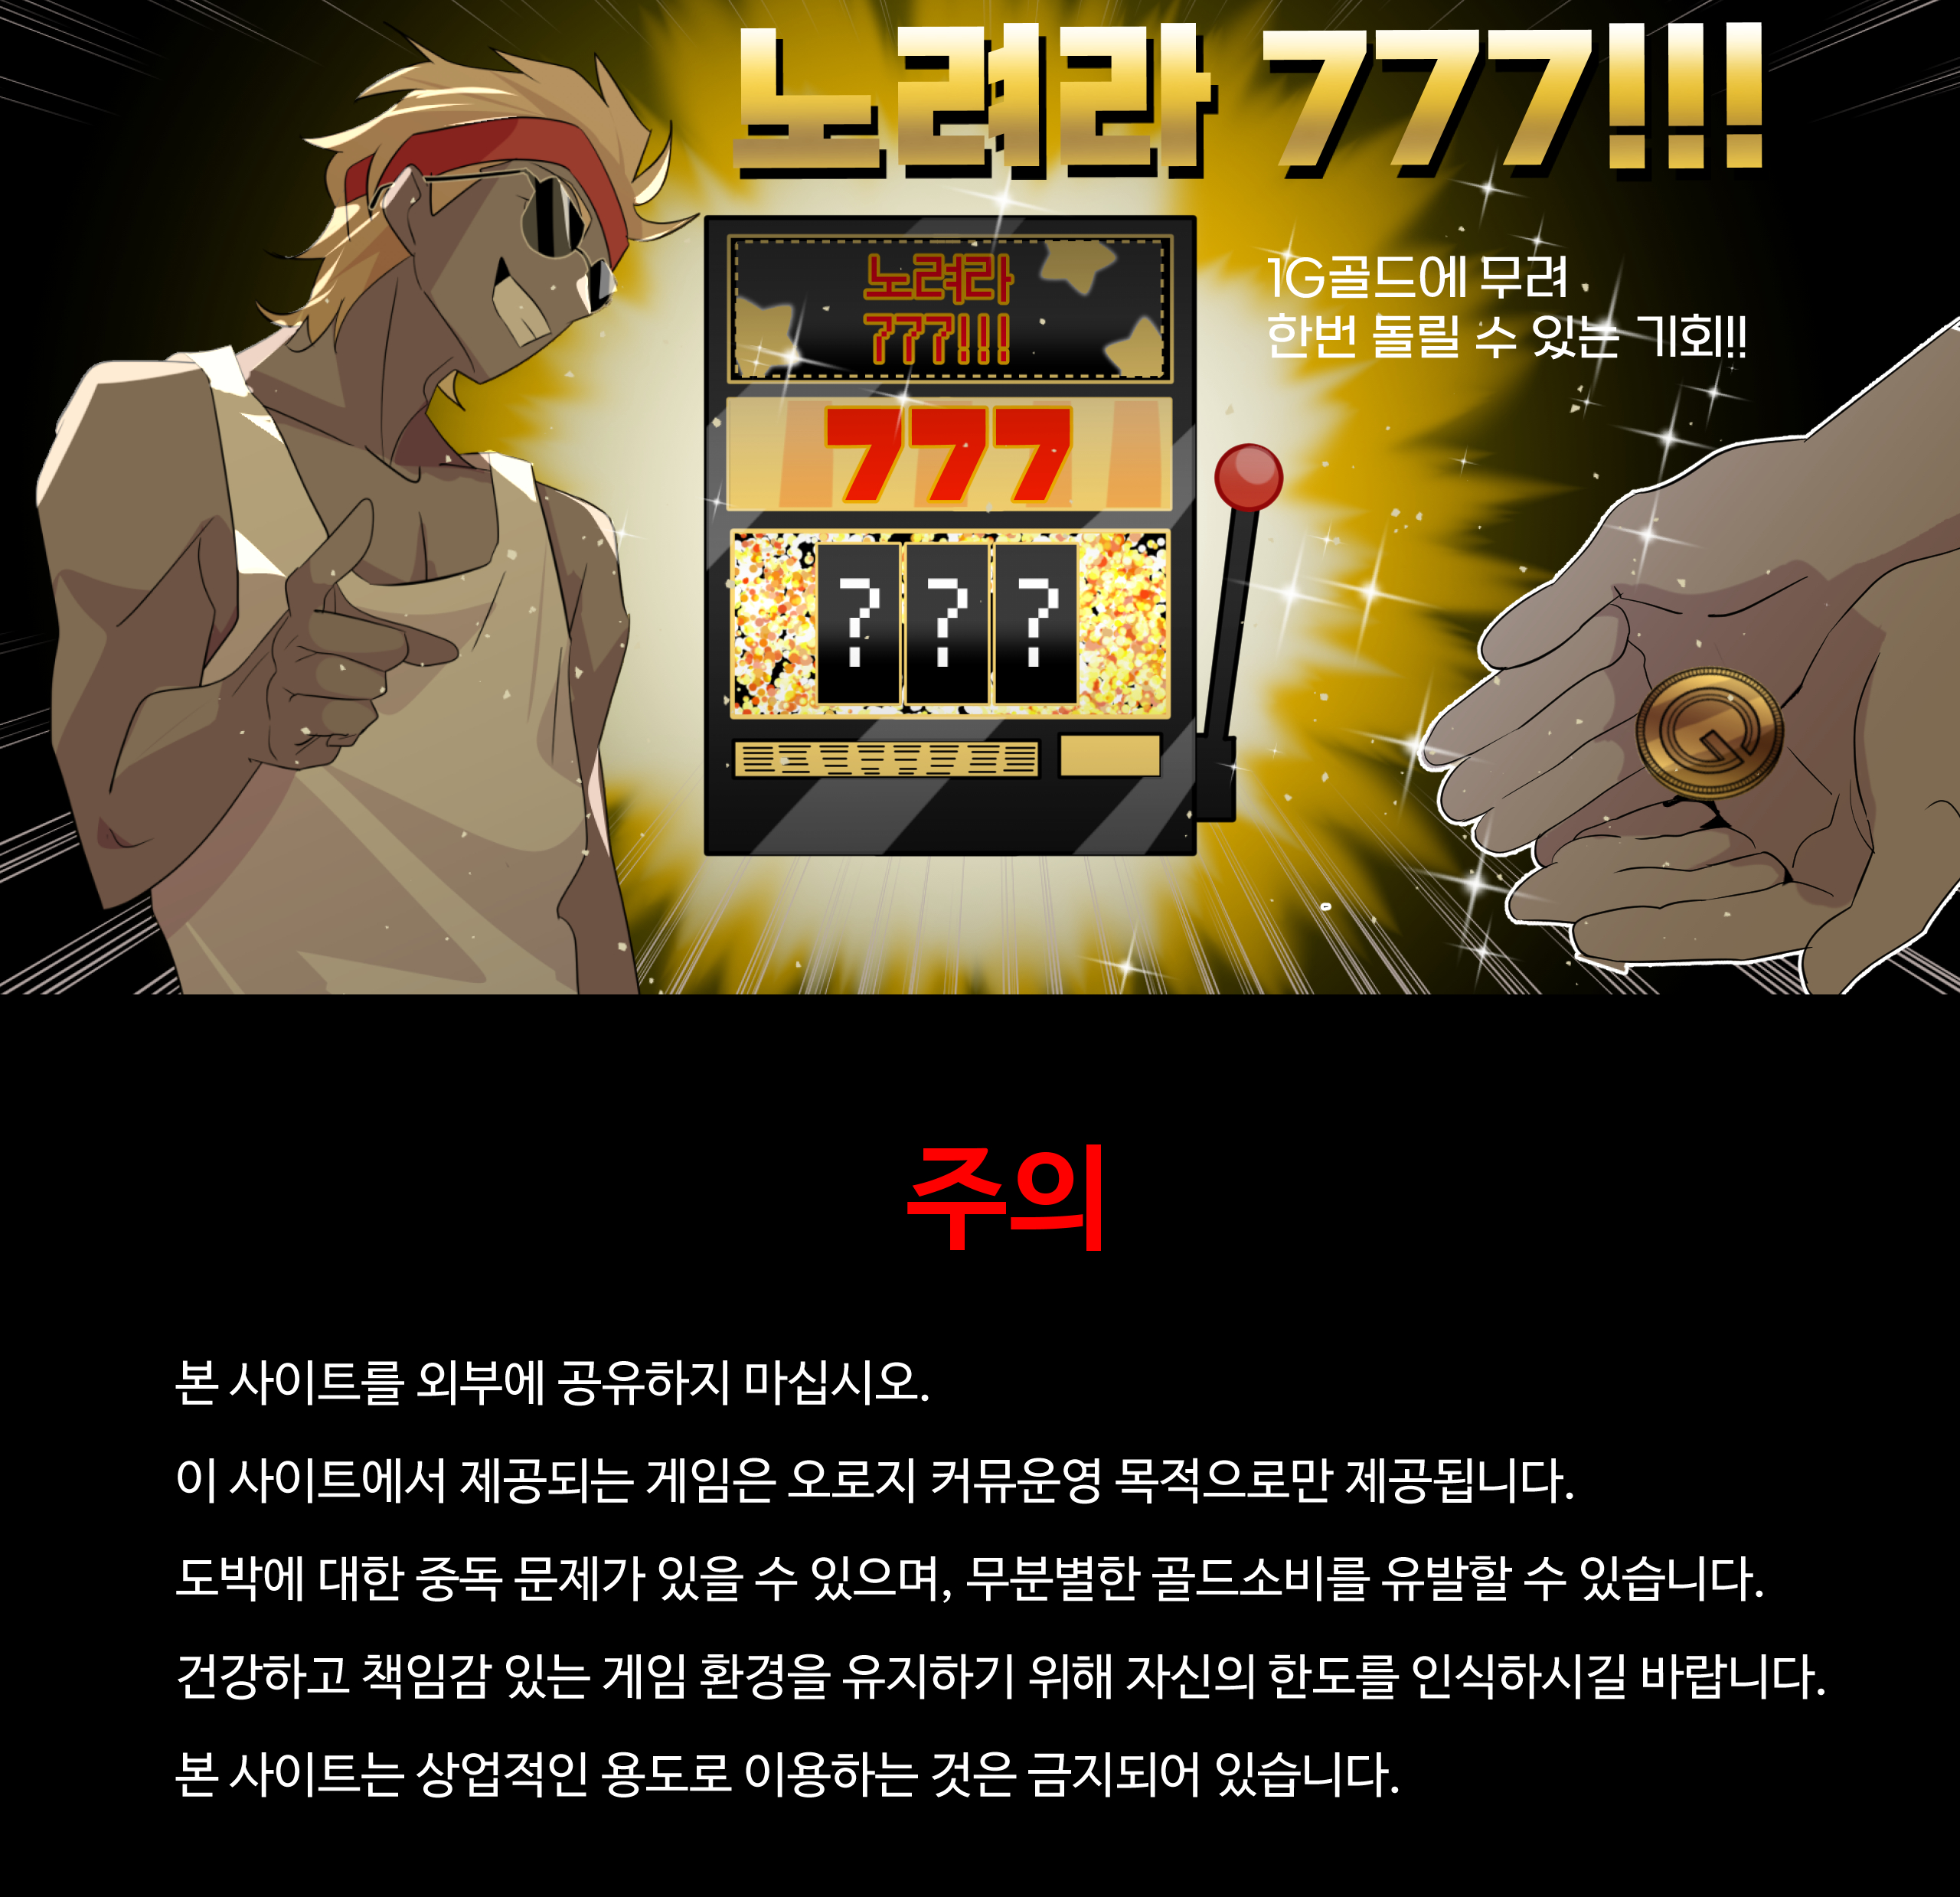 노려라 777!!!
1G골드에 무려
한번 돌릴 수 있는 기회!!
노려라
777!!!
777
? ? ?
G
주의
본 사이트를 외부에 공유하지 마십시오.
이 사이트에서 제공되는 게임은 오로지 커뮤운영 목적으로만 제공됩니다.
도박에 대한 중독 문제가 있을 수 있으며, 무분별한 골드소비를 유발할 수 있습니다.
건강하고 책임감 있는 게임 환경을 유지하기 위해 자신의 한도를 인식하시길 바랍니다.
본 사이트는 상업적인 용도로 이용하는 것은 금지되어 있습니다.